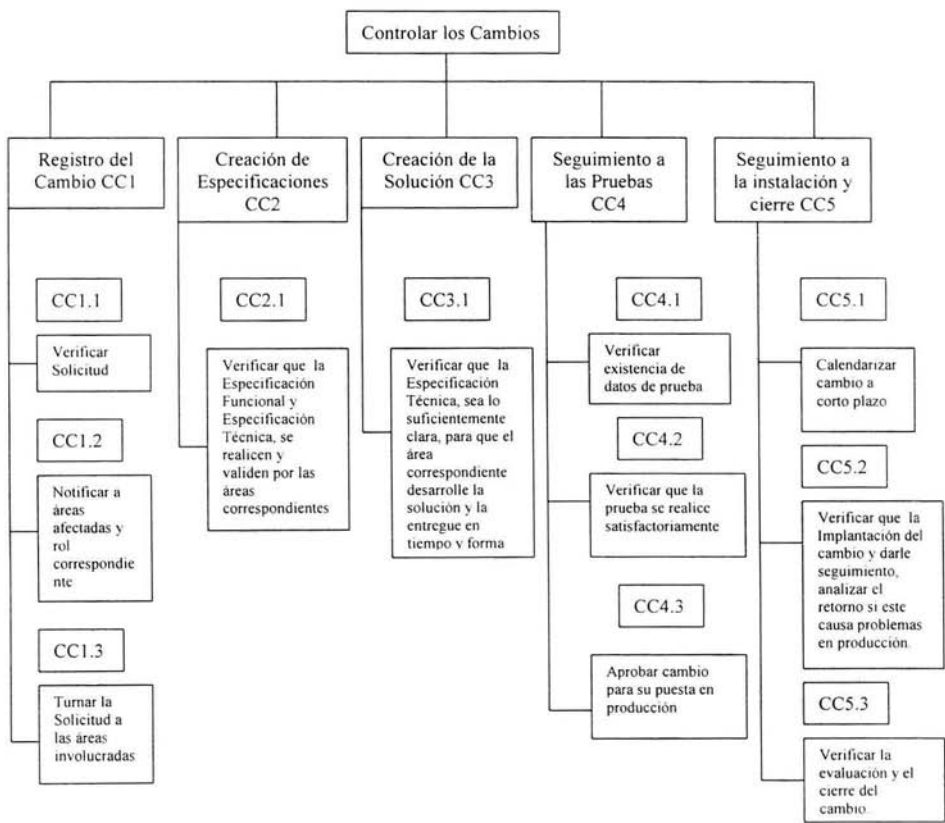 Controlar los Cambios
Registro del
Cambio CC1
Creación de
Especificaciones
CC2
Creación de la
Solución CC3
Seguimiento a
las Pruebas
CC4
Seguimiento a
la instalación y
cierre CC5
CC1.1
Verificar
Solicitud
CC1.2
Notificar a
áreas
afectadas y
rol
correspondie
nte
CC1.3
Turnar la
Solicitud a
las áreas
involucradas
CC2.1
Verificar que la
Especificación
Funcional y
Especificación
Técnica, se
realicen y
validen por las
áreas
correspondientes
CC3.1
Verificar que la
Especificación
Técnica, sea lo
suficientemente
clara, para que el
área
correspondiente
desarrolle la
solución y la
entregue en
tiempo y forma
CC4.1
Verificar
existencia de
datos de prueba
CC4.2
Verificar que la
prueba se realice
satisfactoriamente
CC4.3
Aprobar cambio
para su puesta en
producción
CC5.1
Calendarizar
cambio a
corto plazo
CC5.2
Verificar que la
Implantación del
cambio y darle
seguimiento,
analizar el
retorno si este
causa problemas
en producción.
CC5.3
Verificar la
evaluación y el
cierre del
cambio.